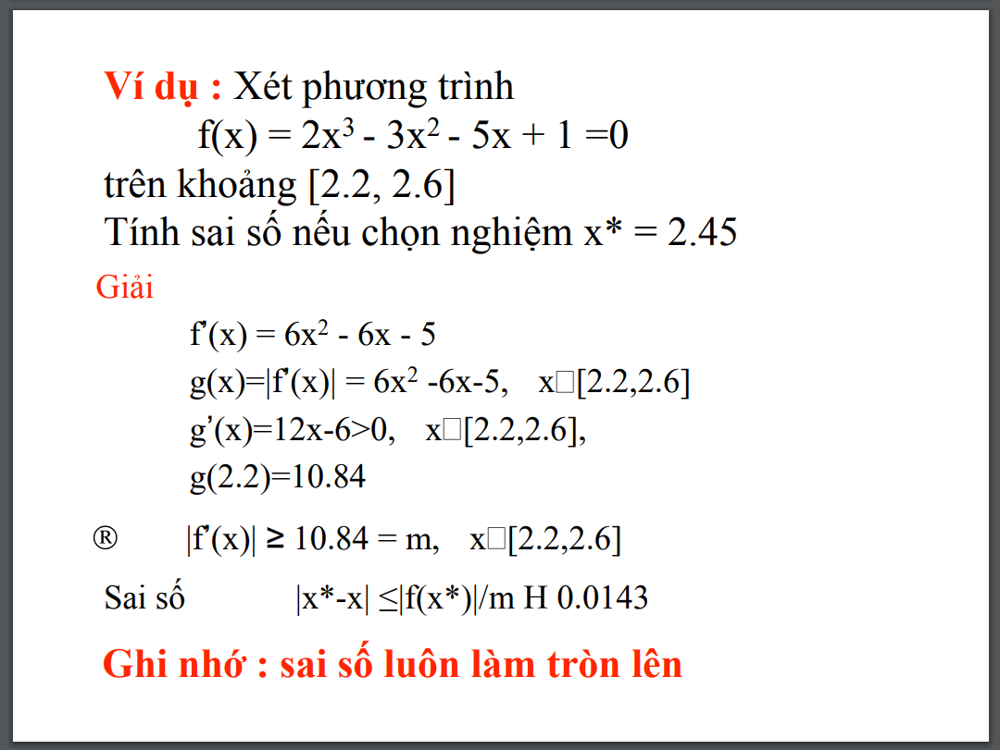 Ví dụ : Xét phương trình
f(x) = 2x³ - 3x² - 5x + 1 =0
trên khoảng [2.2, 2.6]
Tính sai số nếu chọn nghiệm x* = 2.45
Giải
f’(x) = 6x² - 6x - 5
g(x)=|f’(x)| = 6x² -6x-5, x□[2.2,2.6]
g’(x)=12x-6>0, x□[2.2,2.6],
g(2.2)=10.84
® |f’(x)| ≥ 10.84 = m, x□[2.2,2.6]
Sai số |x*-x| ≤|f(x*)|/m H 0.0143
Ghi nhớ : sai số luôn làm tròn lên